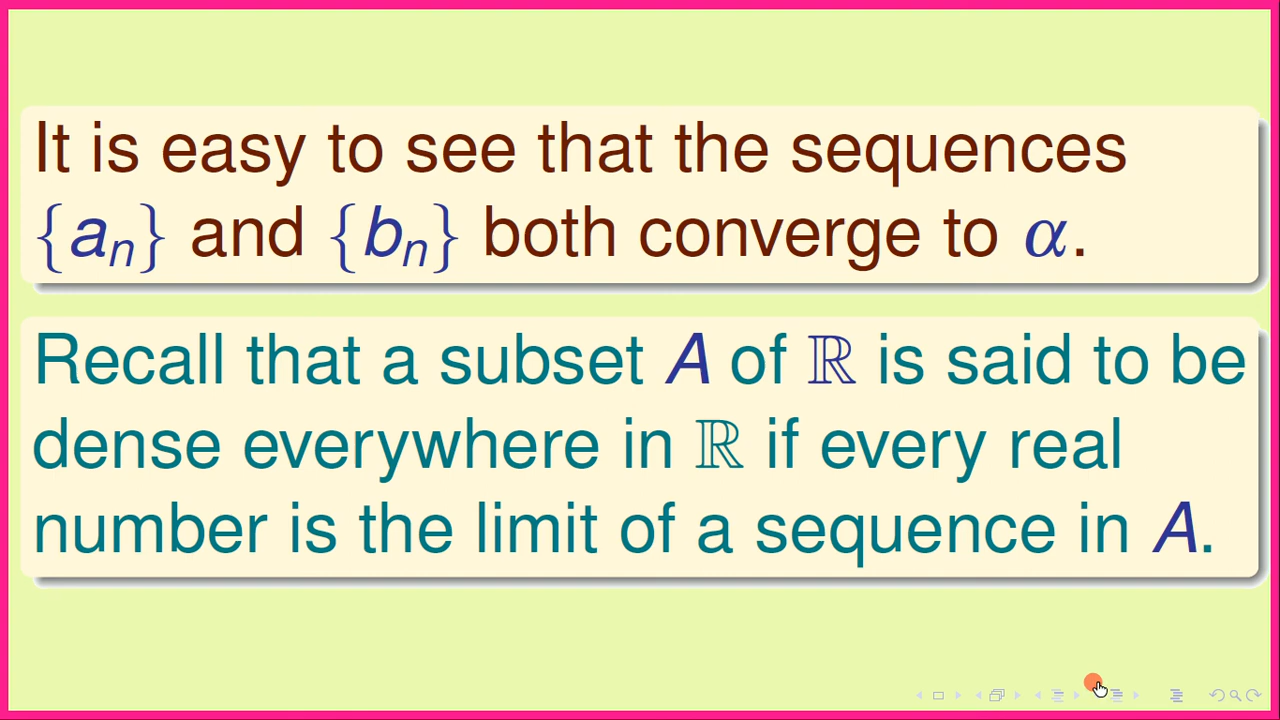 It is easy to see that the sequences
{aₙ} and {bₙ} both converge to α.
Recall that a subset A of ℝ is said to be
dense everywhere in ℝ if every real
number is the limit of a sequence in A.